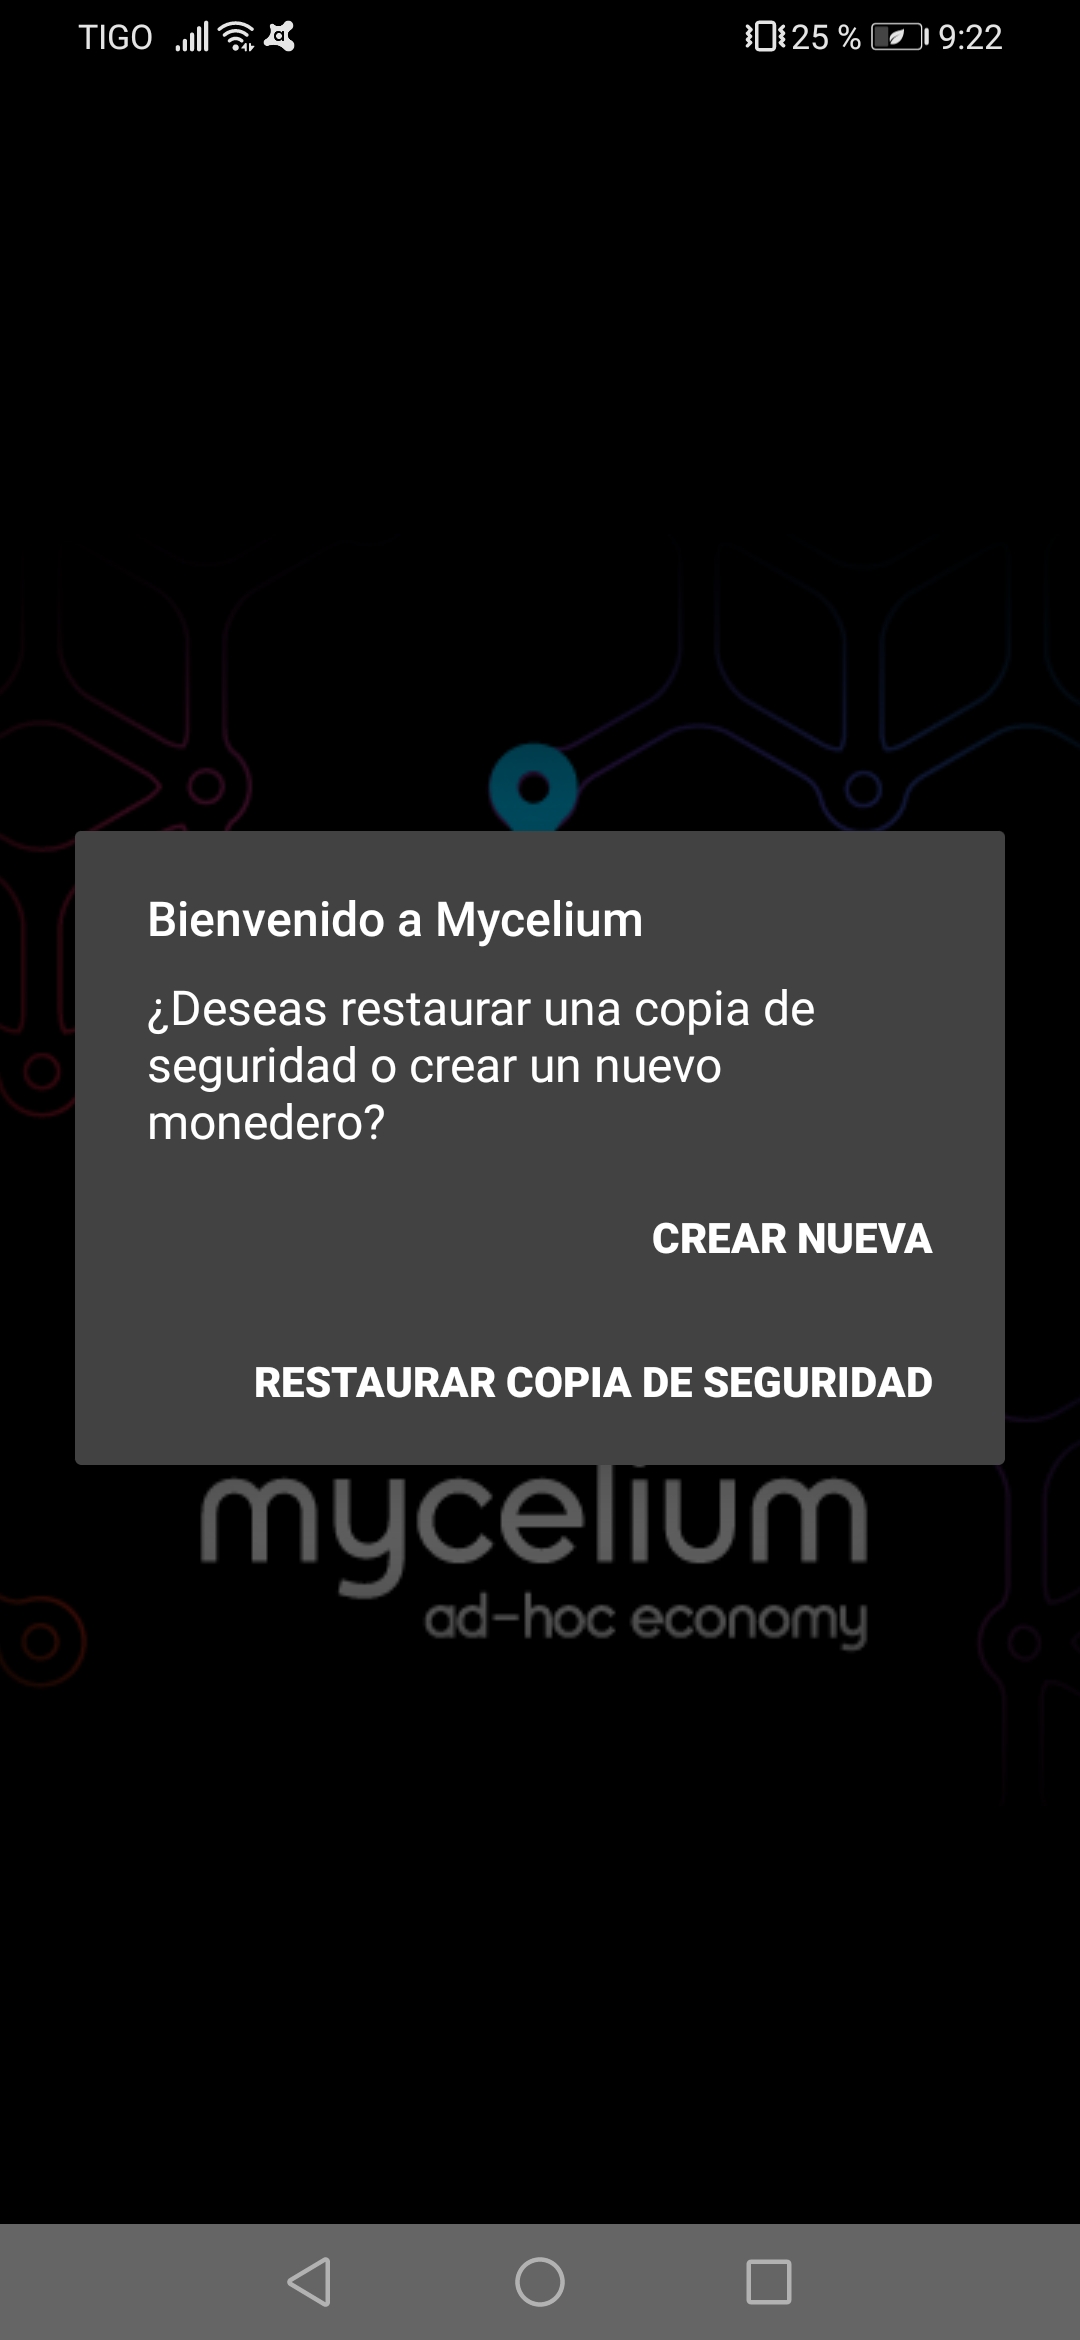 TIGO 25 % 9:22
Bienvenido a Mycelium
¿Deseas restaurar una copia de
seguridad o crear un nuevo
monedero?
CREAR NUEVA
RESTAURAR COPIA DE SEGURIDAD
mycelium
ad-hoc economy